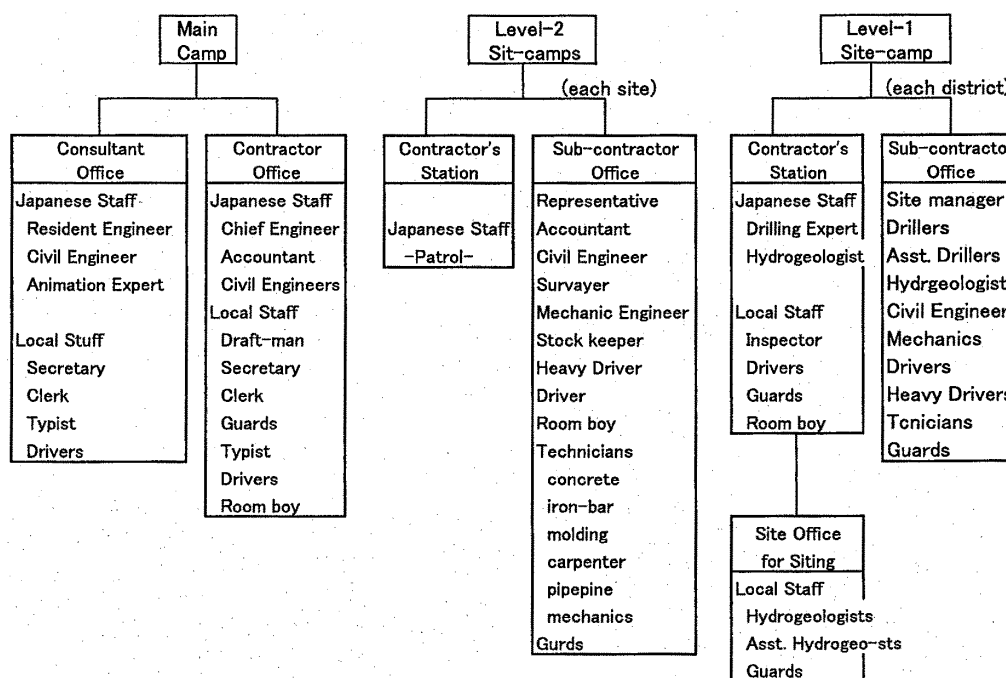 Main
Camp
Consultant
Office
Japanese Staff
Resident Engineer
Civil Engineer
Animation Expert
Local Stuff
Secretary
Clerk
Typist
Drivers
Contractor
Office
Japanese Staff
Chief Engineer
Accountant
Civil Engineers
Local Staff
Draft-man
Secretary
Clerk
Guards
Typist
Drivers
Room boy
Level-2
Sit-camps
(each site)
Contractor's
Station
Japanese Staff
-Patrol-
Sub-contractor
Office
Representative
Accountant
Civil Engineer
Survayer
Mechanic Engineer
Stock keeper
Heavy Driver
Driver
Room boy
Technicians
concrete
iron-bar
molding
carpenter
pipepine
mechanics
Gurds
Level-1
Site-camp
(each district)
Contractor's
Station
Japanese Staff
Drilling Expert
Hydrogeologist
Local Staff
Inspector
Drivers
Guards
Room boy
Site Office
for Siting
Local Staff
Hydrogeologists
Asst. Hydrogeo-sts
Guards
Sub-contracto
Office
Site manager
Drillers
Asst. Drillers
Hydrgeologist
Civil Engineer
Mechanics
Drivers
Heavy Drivers
Tcnicians
Guards